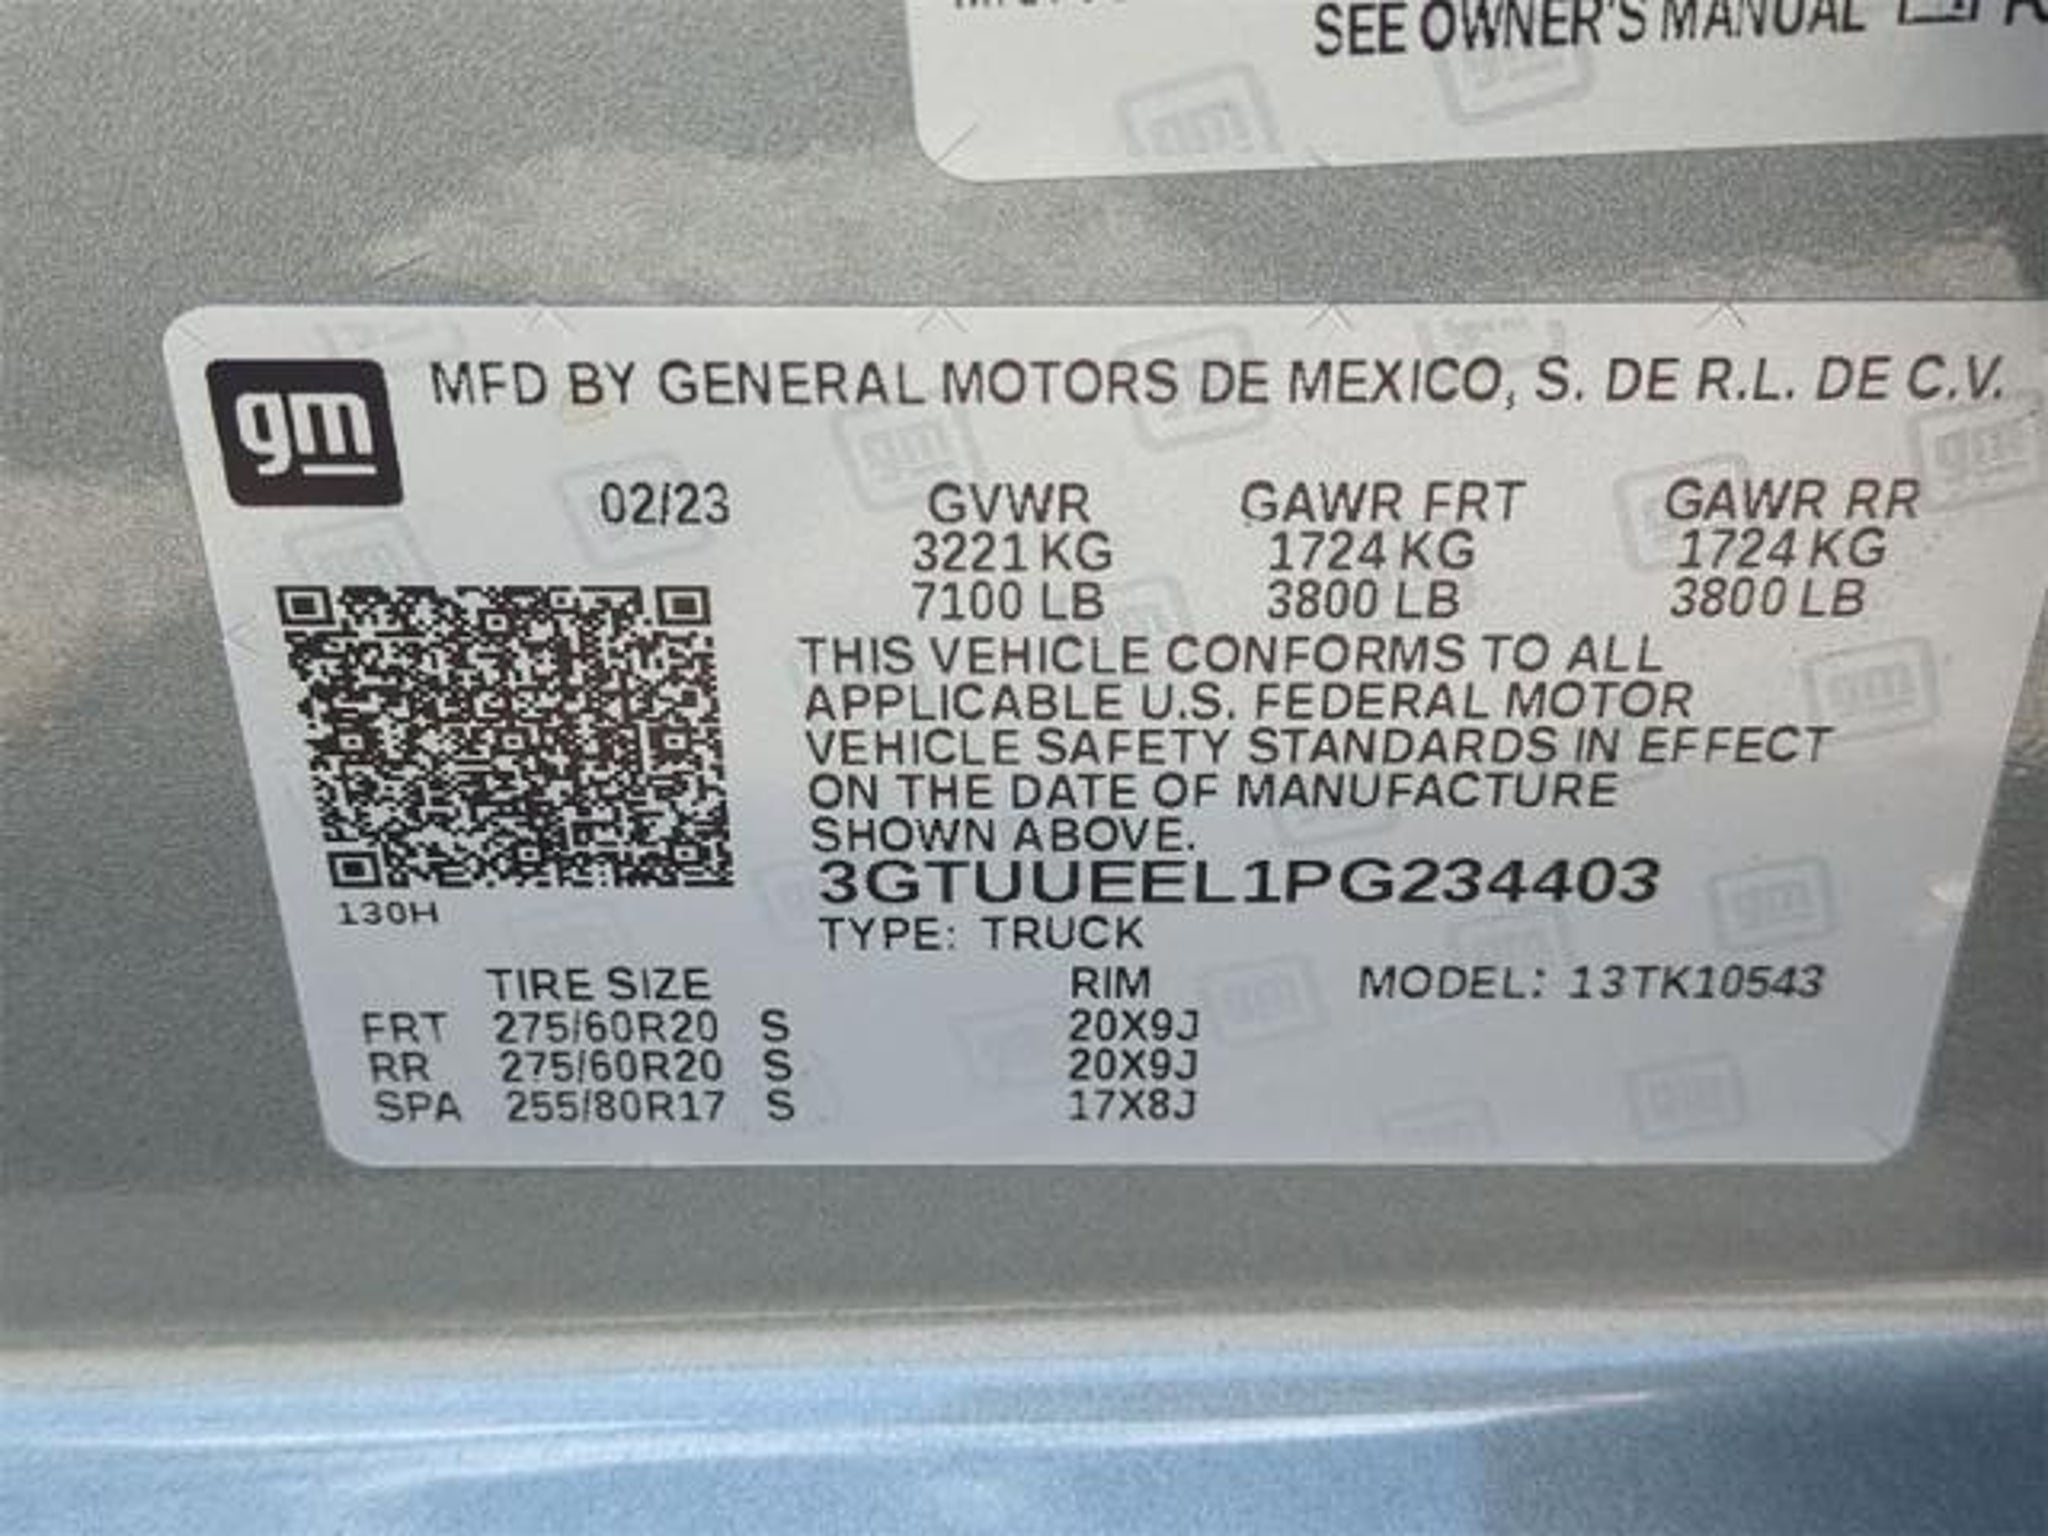 SEE OWNER'S MANUAL
gm
MFD BY GENERAL MOTORS DE MEXICO, S. DE R.L. DE C.V.
02/23 GVWR GAWR FRT GAWR RR
3221 KG 1724 KG 1724 KG
7100 LB 3800 LB 3800 LB
THIS VEHICLE CONFORMS TO ALL
APPLICABLE U.S. FEDERAL MOTOR
VEHICLE SAFETY STANDARDS IN EFFECT
ON THE DATE OF MANUFACTURE
SHOWN ABOVE.
3GTUUEEL1PG234403
130H
TYPE: TRUCK
TIRE SIZE RIM MODEL: 13TK10543
FRT 275/60R20 S 20X9J
RR 275/60R20 S 20X9J
SPA 255/80R17 S 17X8J